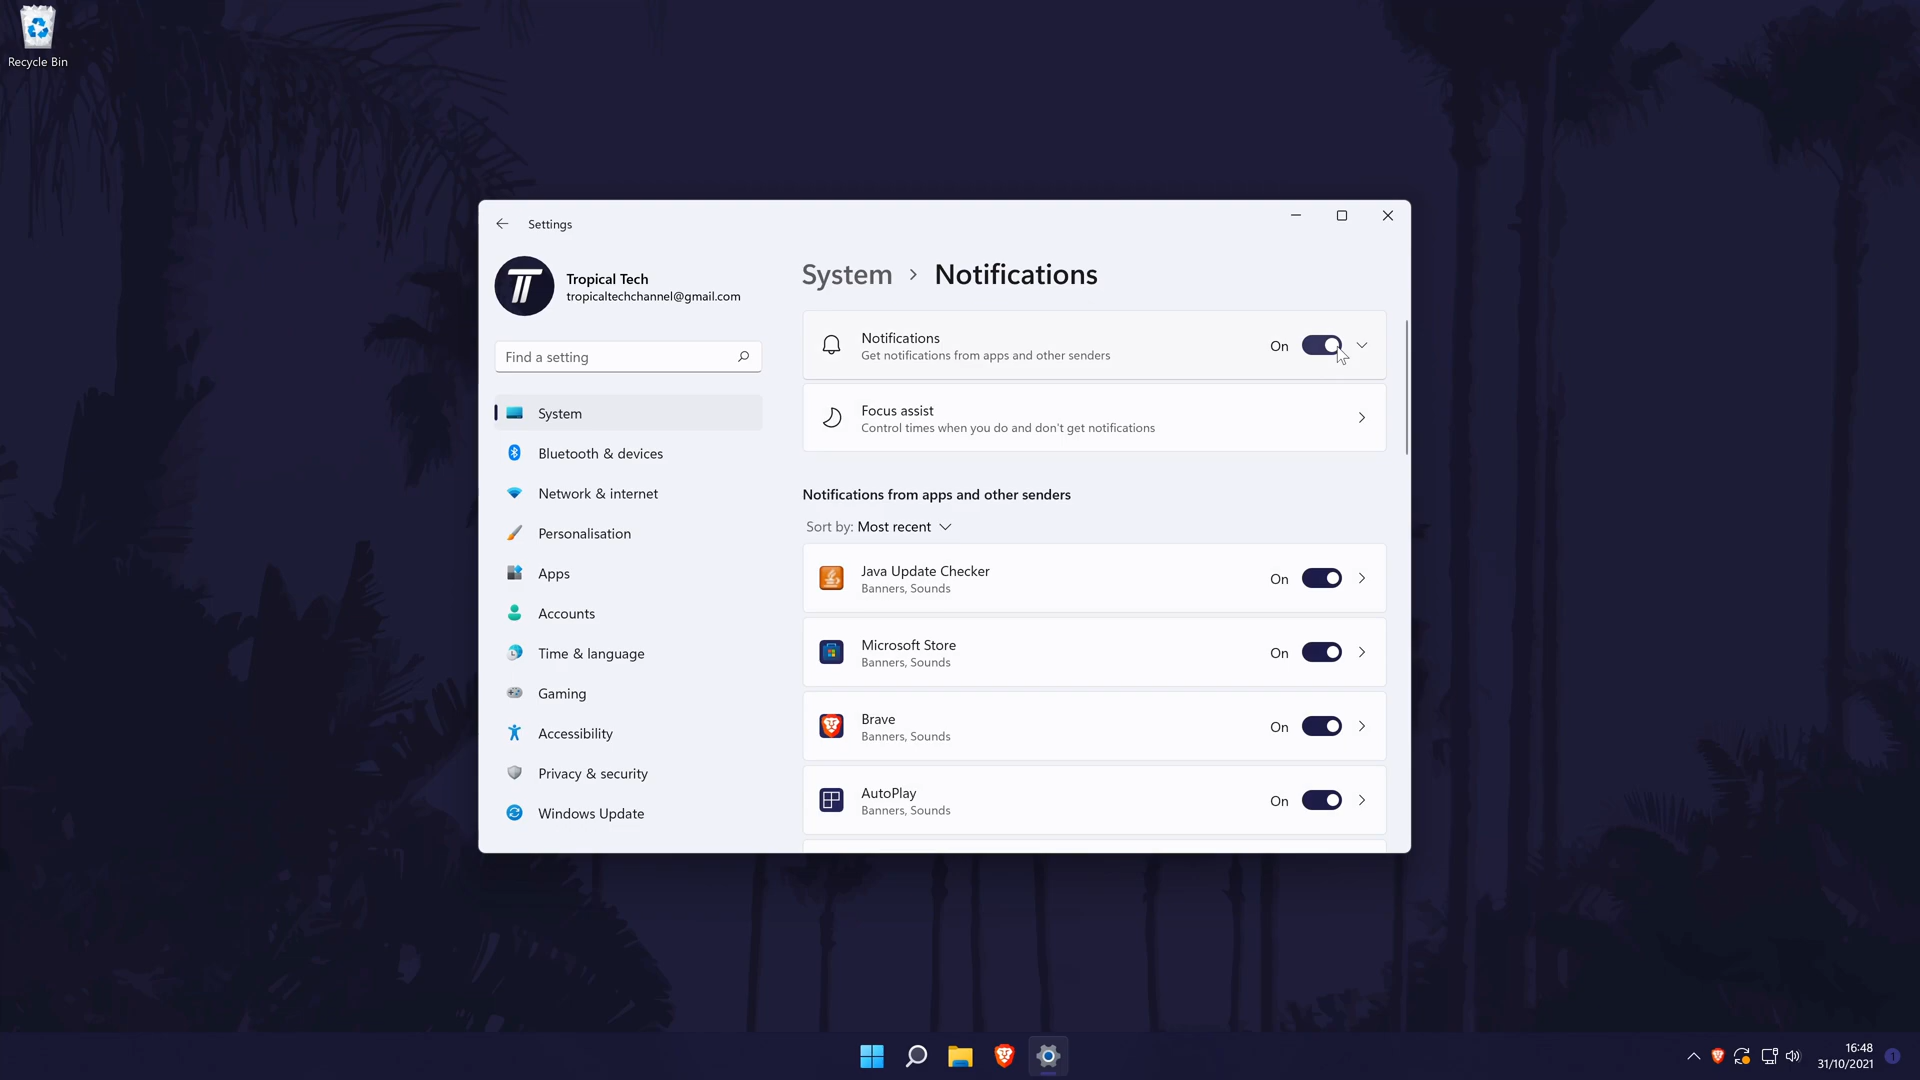 Recycle Bin
Settings
Tropical Tech
tropicaltechchannel@gmail.com
Find a setting
System
Bluetooth & devices
Network & internet
Personalisation
Apps
Accounts
Time & language
Gaming
Accessibility
Privacy & security
Windows Update
System > Notifications
Notifications
Get notifications from apps and other senders
On
Focus assist
Control times when you do and don't get notifications
Notifications from apps and other senders
Sort by: Most recent
Java Update Checker
Banners, Sounds
On
Microsoft Store
Banners, Sounds
On
Brave
Banners, Sounds
On
AutoPlay
Banners, Sounds
On
16:48
31/10/2021
1